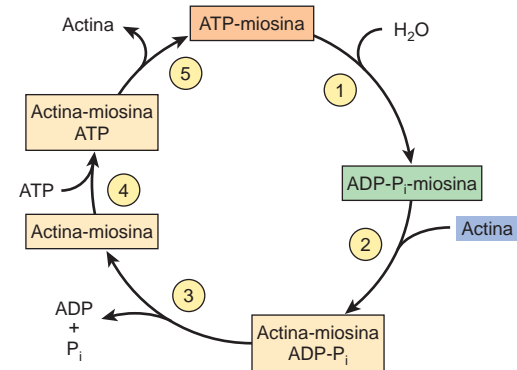 Actina
ATP-miosina
H₂O
5
1
Actina-miosina
ATP
ADP-Pᵢ-miosina
ATP
4
2
Actina
Actina-miosina
3
ADP
+
Pᵢ
Actina-miosina
ADP-Pᵢ